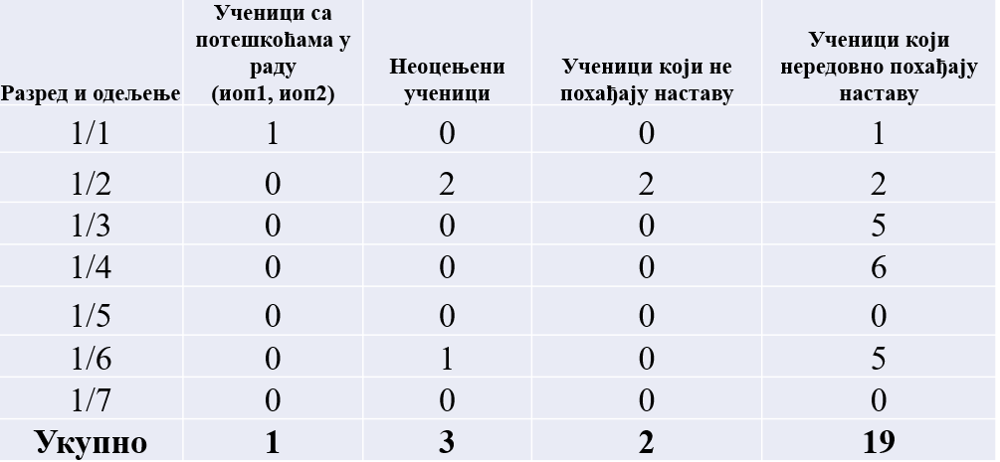 Разред и одељење
Ученици са
потешкоћама у
раду
(иоп1, иоп2)
Неоцењени
ученици
Ученици који не
похађају наставу
Ученици који
нередовно похађају
наставу
1/1 1 0 0 1
1/2 0 2 2 2
1/3 0 0 0 5
1/4 0 0 0 6
1/5 0 0 0 0
1/6 0 1 0 5
1/7 0 0 0 0
Укупно 1 3 2 19